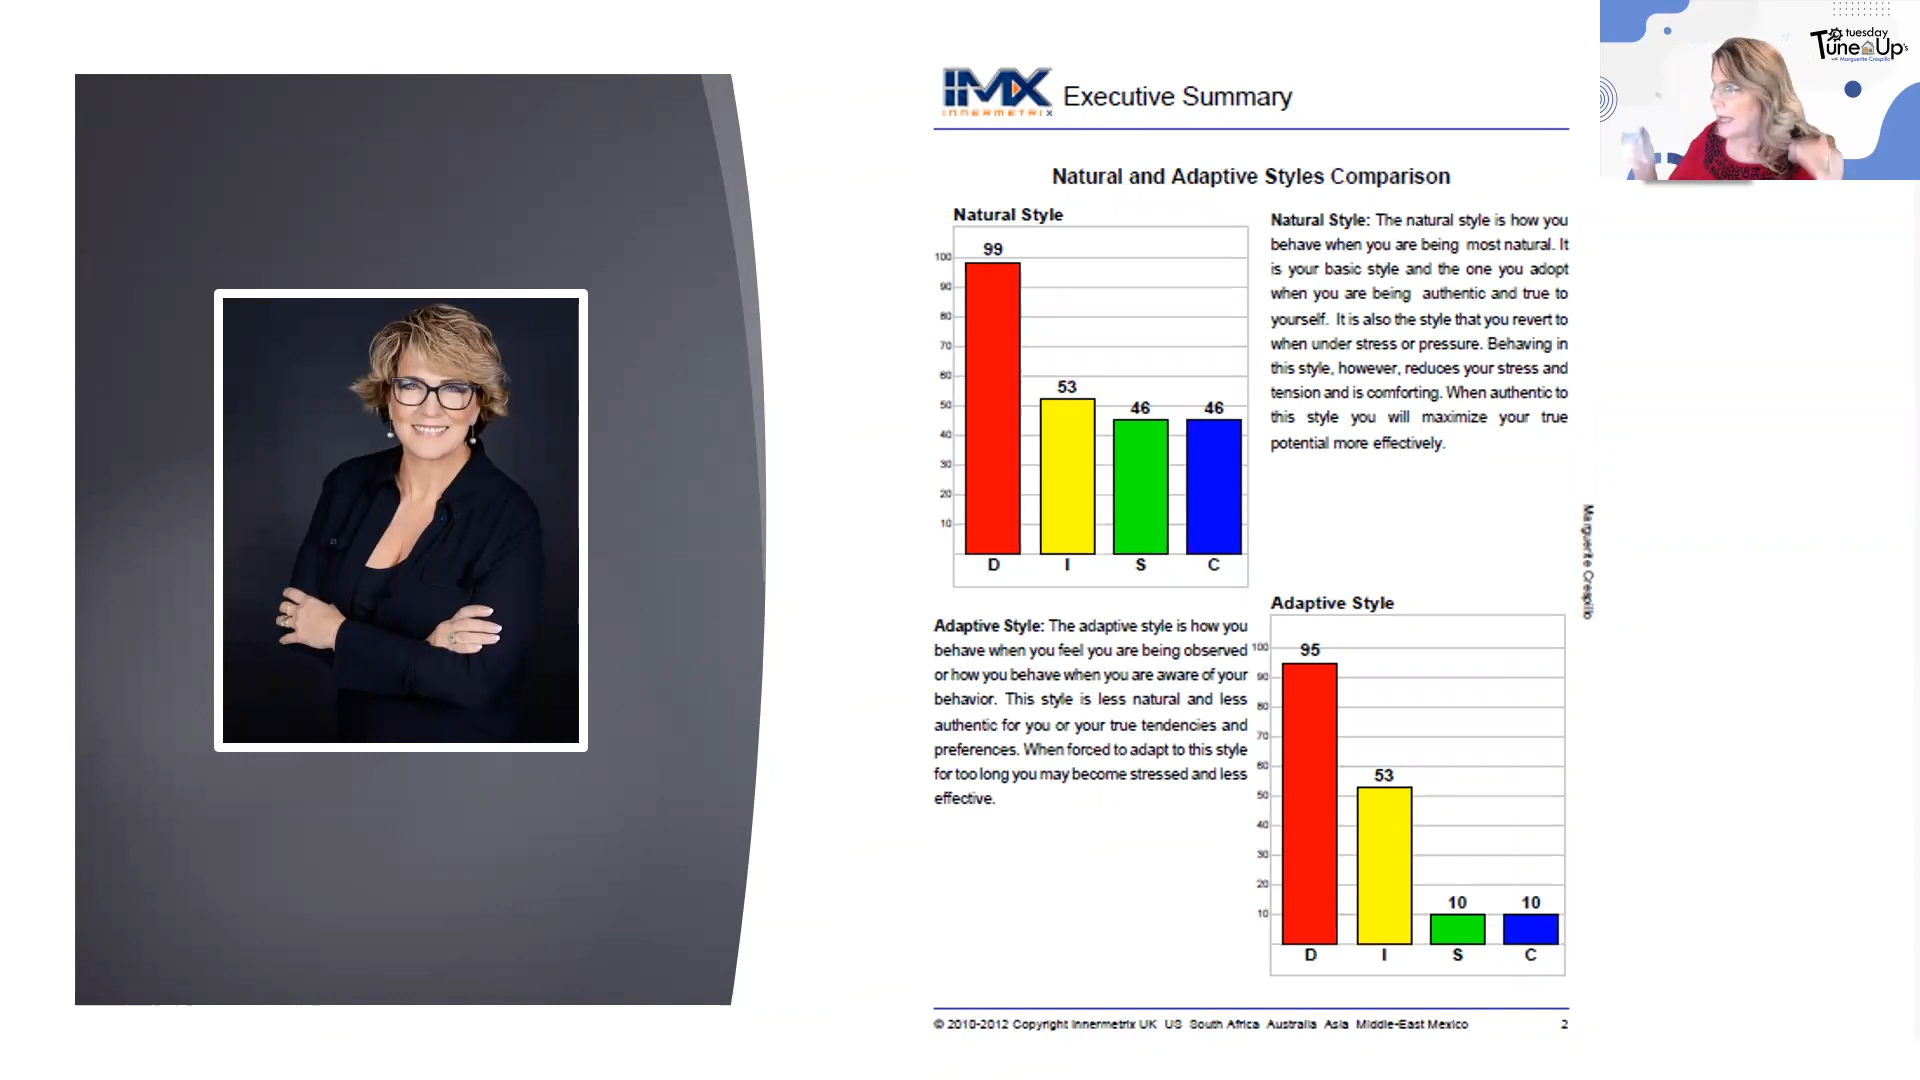 IMX
INNERMETRIX
Executive Summary
Natural and Adaptive Styles Comparison
Natural Style
99
53
46
46
100
90
80
70
60
50
40
30
20
10
D I S C
Natural Style: The natural style is how you
behave when you are being most natural. It
is your basic style and the one you adopt
when you are being authentic and true to
yourself. It is also the style that you revert to
when under stress or pressure. Behaving in
this style, however, reduces your stress and
tension and is comforting. When authentic to
this style you will maximize your true
potential more effectively.
Marguerite Crespillo
Adaptive Style: The adaptive style is how you
behave when you feel you are being observed
or how you behave when you are aware of your
behavior. This style is less natural and less
authentic for you or your true tendencies and
preferences. When forced to adapt to this style
for too long you may become stressed and less
effective.
Adaptive Style
95
53
10
10
100
90
80
70
60
50
40
30
20
10
D I S C
© 2010-2012 Copyright Innermetrix UK US South Africa Australia Asia Middle-East Mexico 2
tuesday
TuneUp's
with Marguerite Crespillo